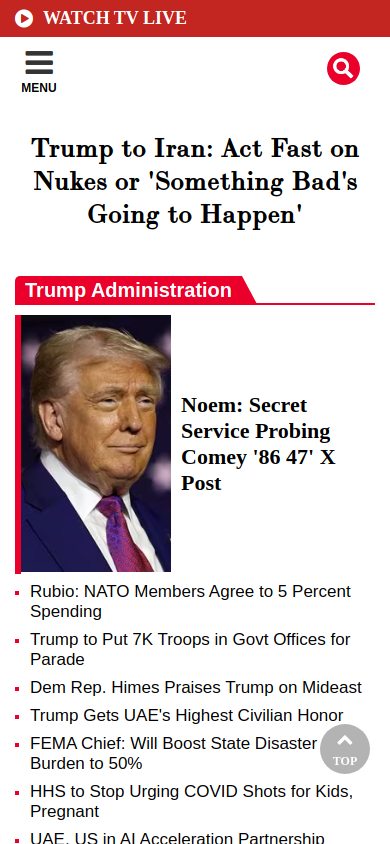 WATCH TV LIVE
MENU
Trump to Iran: Act Fast on
Nukes or 'Something Bad's
Going to Happen'
Trump Administration
Noem: Secret
Service Probing
Comey '86 47' X
Post
Rubio: NATO Members Agree to 5 Percent
Spending
Trump to Put 7K Troops in Govt Offices for
Parade
Dem Rep. Himes Praises Trump on Mideast
Trump Gets UAE's Highest Civilian Honor
FEMA Chief: Will Boost State Disaster
Burden to 50%
TOP
HHS to Stop Urging COVID Shots for Kids,
Pregnant
UAE, US in AI Acceleration Partnership